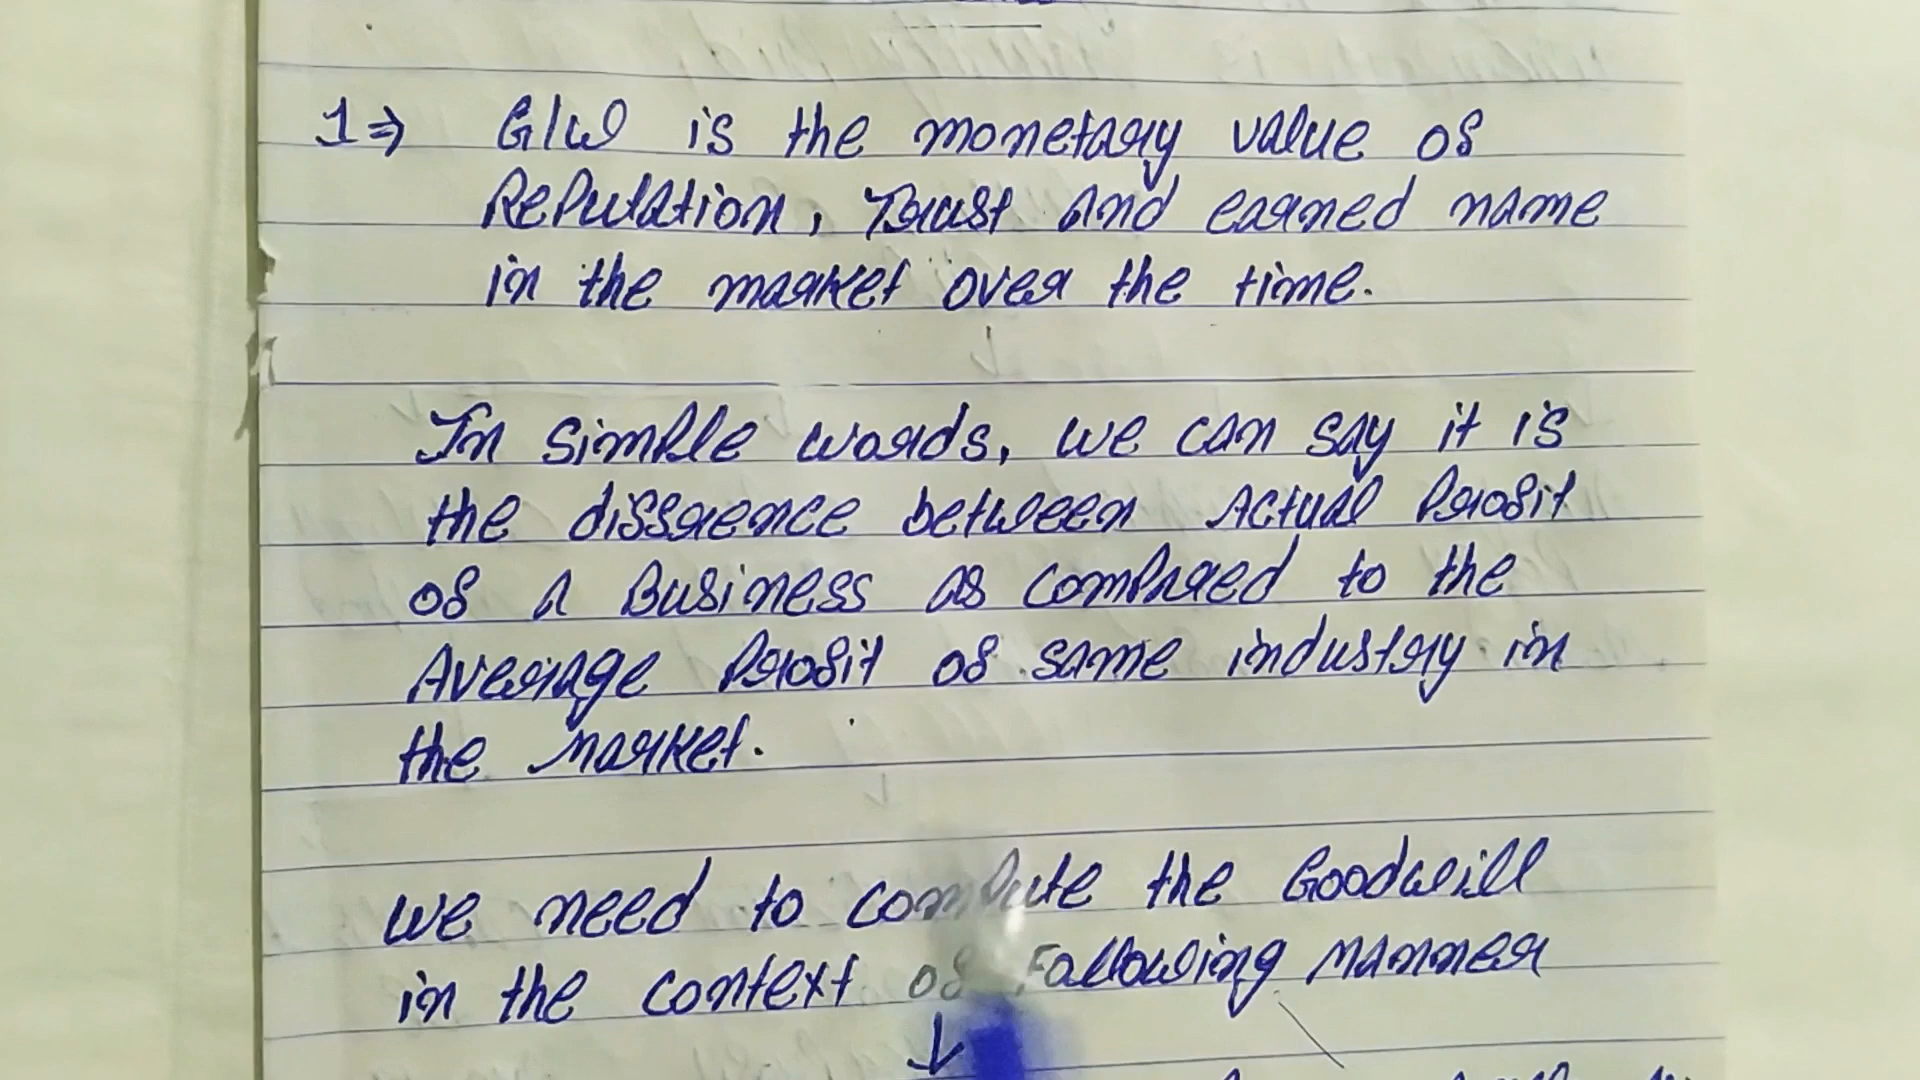 1⇒ G/W is the monetary value of
Reputation, Trust and earned name
in the market over the time.
In simple words, we can say it is
the diffrence between Actual Profit
of a Business as compared to the
Average Profit of same industry in
the market.
we need to compute the Goodwill
in the context of Following manner
↓